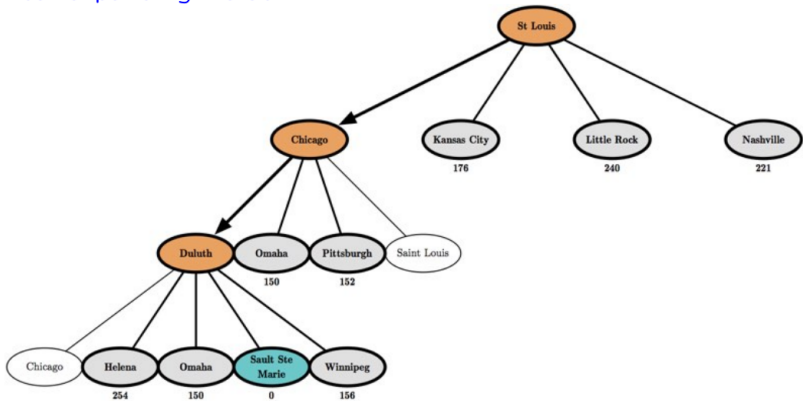 St Louis
Chicago
Kansas City
Little Rock
Nashville
176
240
221
Duluth
Omaha
Pittsburgh
Saint Louis
150
152
Chicago
Helena
Omaha
Sault Ste
Marie
Winnipeg
254
150
0
156